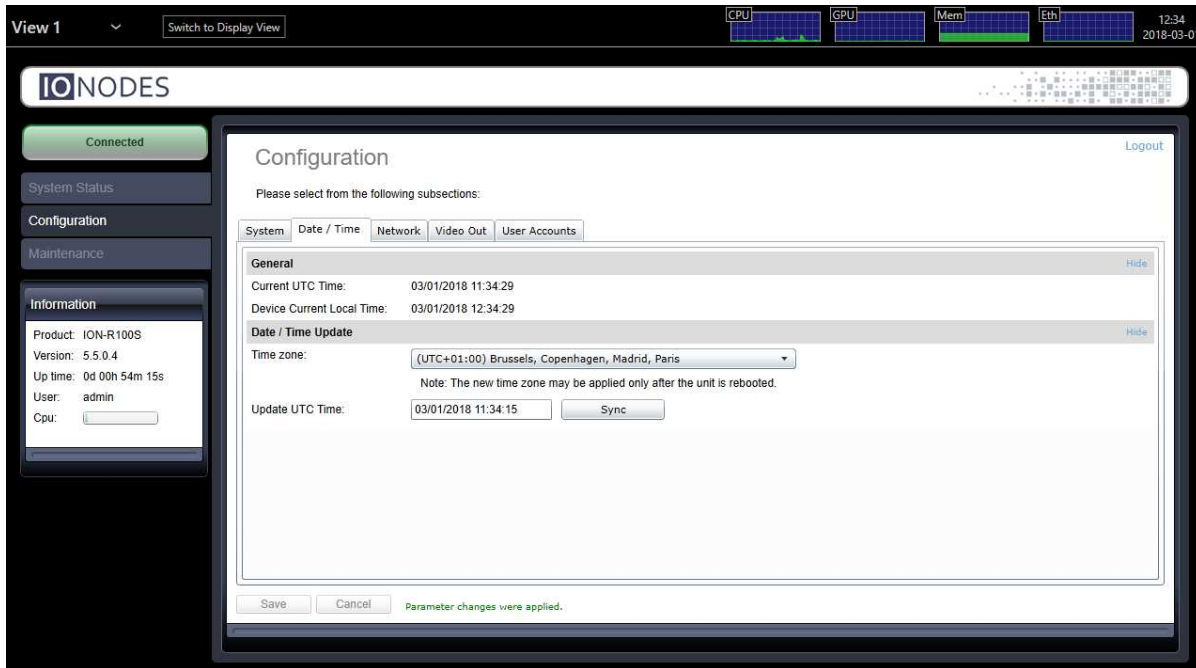 View 1
Switch to Display View
CPU
GPU
Mem
Eth
12:34
2018-03-0
IONODES
Connected
System Status
Configuration
Maintenance
Information
Product: ION-R100S
Version: 5.5.0.4
Up time: 0d 00h 54m 15s
User: admin
Cpu:
Logout
Configuration
Please select from the following subsections:
System Date / Time Network Video Out User Accounts
General Hide
Current UTC Time: 03/01/2018 11:34:29
Device Current Local Time: 03/01/2018 12:34:29
Date / Time Update Hide
Time zone: (UTC+01:00) Brussels, Copenhagen, Madrid, Paris
Note: The new time zone may be applied only after the unit is rebooted.
Update UTC Time: 03/01/2018 11:34:15 Sync
Save Cancel Parameter changes were applied.